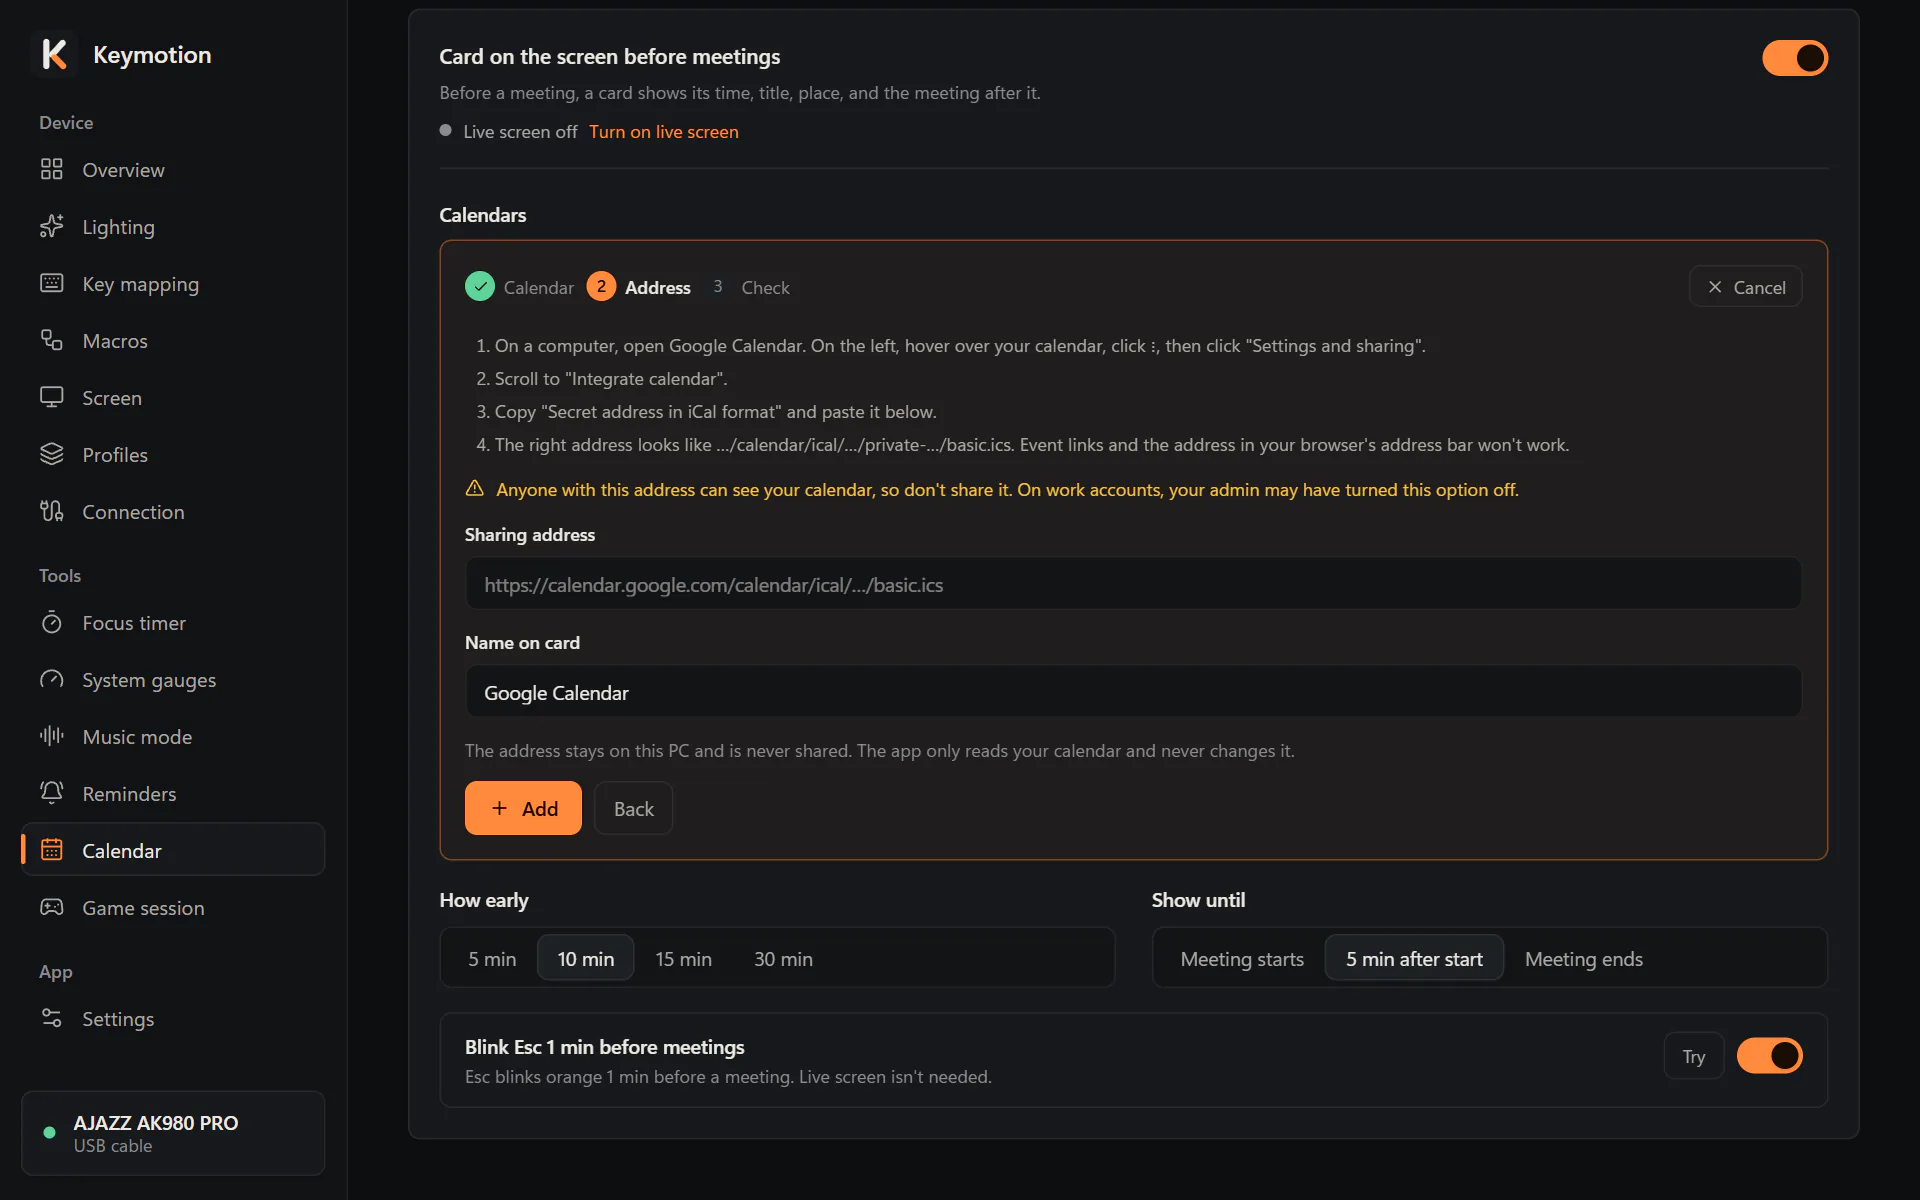 Keymotion
Device
Overview
Lighting
Key mapping
Macros
Screen
Profiles
Connection
Tools
Focus timer
System gauges
Music mode
Reminders
Calendar
Game session
App
Settings
AJAZZ AK980 PRO
USB cable
Card on the screen before meetings
Before a meeting, a card shows its time, title, place, and the meeting after it.
Live screen off Turn on live screen
Calendars
Calendar 2 Address 3 Check
Cancel
1. On a computer, open Google Calendar. On the left, hover over your calendar, click ⋮, then click "Settings and sharing".
2. Scroll to "Integrate calendar".
3. Copy "Secret address in iCal format" and paste it below.
4. The right address looks like .../calendar/ical/.../private-.../basic.ics. Event links and the address in your browser's address bar won't work.
Anyone with this address can see your calendar, so don't share it. On work accounts, your admin may have turned this option off.
Sharing address
https://calendar.google.com/calendar/ical/.../basic.ics
Name on card
Google Calendar
The address stays on this PC and is never shared. The app only reads your calendar and never changes it.
+ Add Back
How early
5 min 10 min 15 min 30 min
Show until
Meeting starts 5 min after start Meeting ends
Blink Esc 1 min before meetings
Esc blinks orange 1 min before a meeting. Live screen isn't needed.
Try